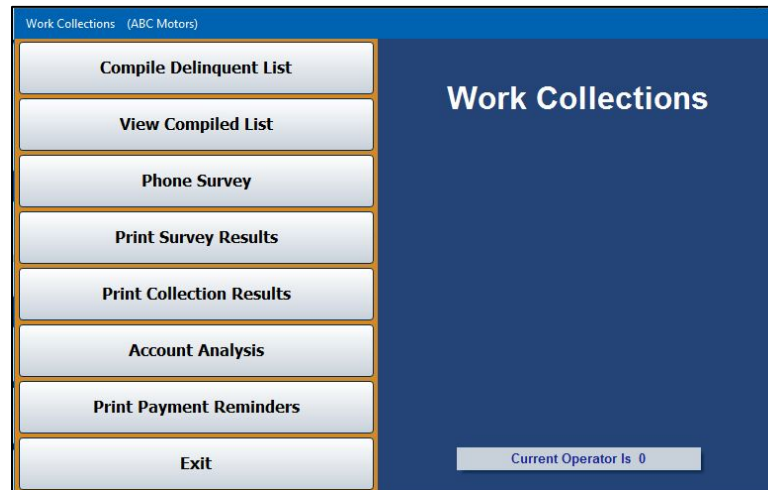 Work Collections (ABC Motors)
Compile Delinquent List
View Compiled List
Phone Survey
Print Survey Results
Print Collection Results
Account Analysis
Print Payment Reminders
Exit
Work Collections
Current Operator Is 0